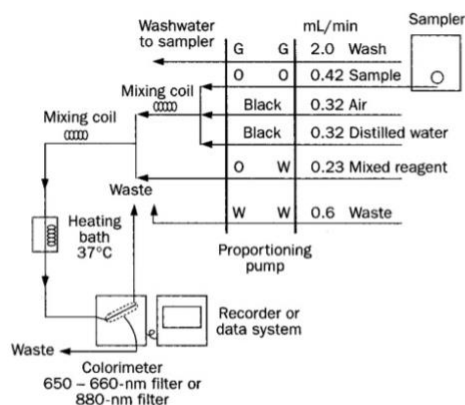 Washwater
to sampler
mL/min
Sampler
G G 2.0 Wash
O O 0.42 Sample
Mixing coil
Black 0.32 Air
Mixing coil
Black 0.32 Distilled water
O W 0.23 Mixed reagent
Waste
W W 0.6 Waste
Heating
bath
37°C
Proportioning
pump
Recorder or
data system
Waste
Colorimeter
650 – 660-nm filter or
880-nm filter